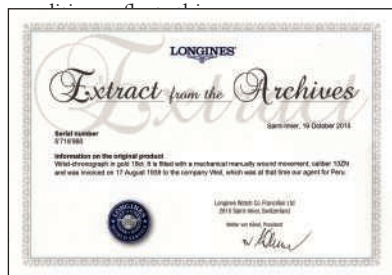 LONGINES
Extract from the Archives
Saint-Imier, 19 October 2018
Serial number
Information on the original product
Wrist-chronograph in gold 18ct. It is fitted with a mechanical manually wound movement, caliber 13ZN
and was invoiced on 17 August 1939 to the company Weil, which was at that time our agent for Peru.
LONGINES
Longines Watch Co. Francillon Ltd
2610 Saint-Imier, Switzerland
Walter von Känel, President